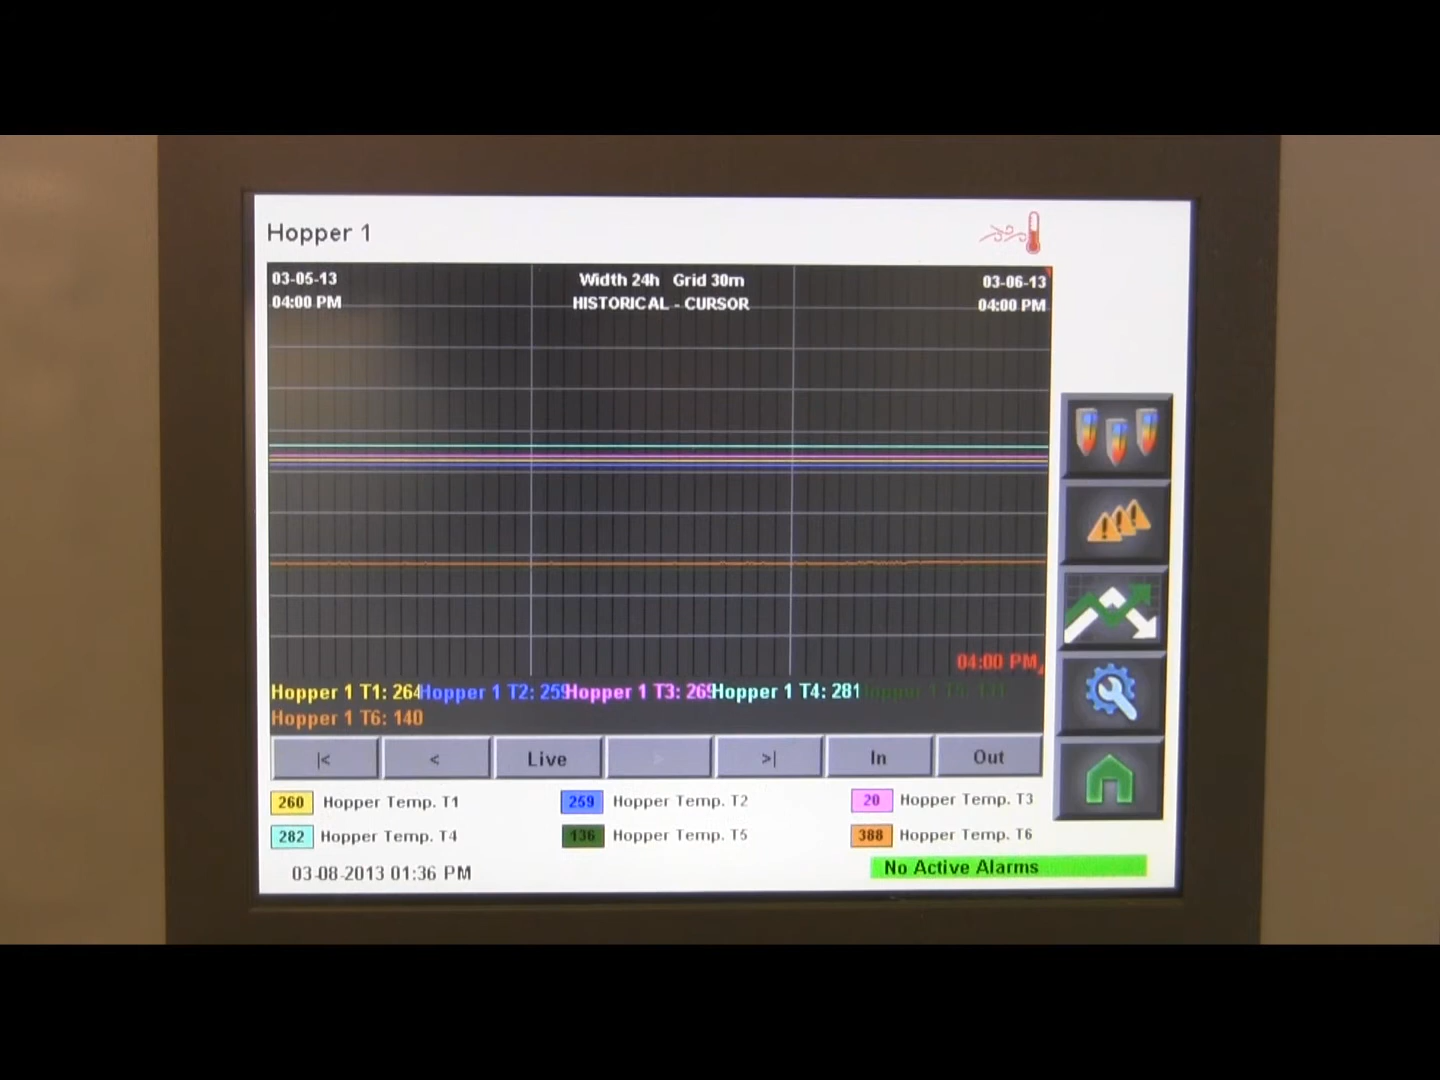 Hopper 1
03-05-13 Width 24h Grid 30m 03-06-13
04:00 PM HISTORICAL - CURSOR 04:00 PM
04:00 PM
Hopper 1 T1: 264 Hopper 1 T2: 259 Hopper 1 T3: 269 Hopper 1 T4: 281 Hopper 1 T5:
Hopper 1 T6: 140
|< < Live > >| In Out
260 Hopper Temp. T1 259 Hopper Temp. T2 20 Hopper Temp. T3
282 Hopper Temp. T4 136 Hopper Temp. T5 388 Hopper Temp. T6
03-08-2013 01:36 PM No Active Alarms